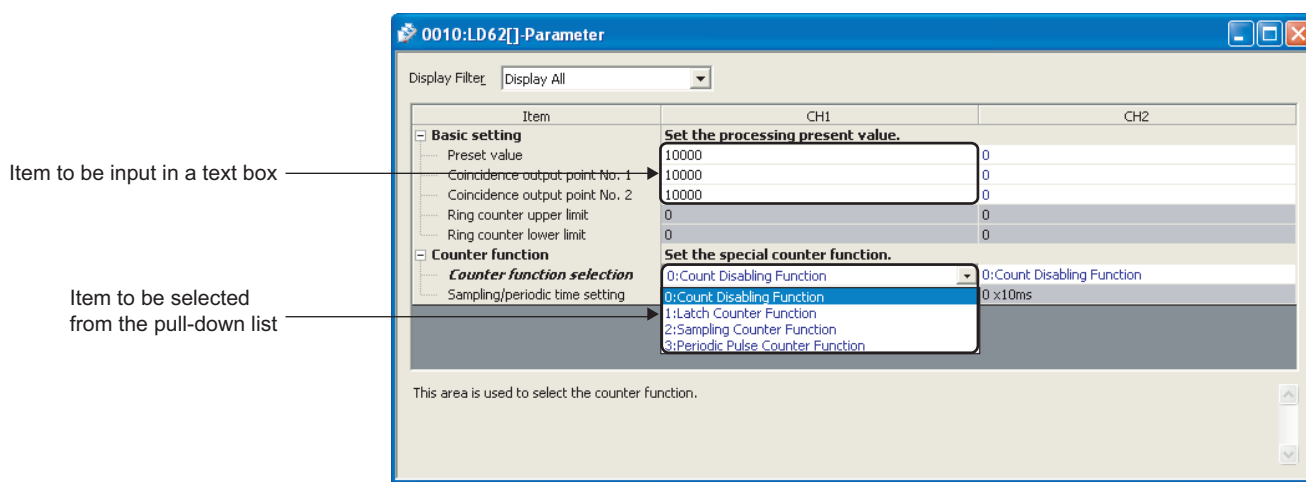 0010:LD62[]-Parameter
Display Filter Display All
Item CH1 CH2
Basic setting Set the processing present value.
Preset value 10000 0
Item to be input in a text box
Coincidence output point No. 1 10000 0
Coincidence output point No. 2 10000 0
Ring counter upper limit 0 0
Ring counter lower limit 0 0
Counter function Set the special counter function.
Counter function selection 0:Count Disabling Function 0:Count Disabling Function
Sampling/periodic time setting 0:Count Disabling Function 0 x10ms
Item to be selected
from the pull-down list
1:Latch Counter Function
2:Sampling Counter Function
3:Periodic Pulse Counter Function
This area is used to select the counter function.